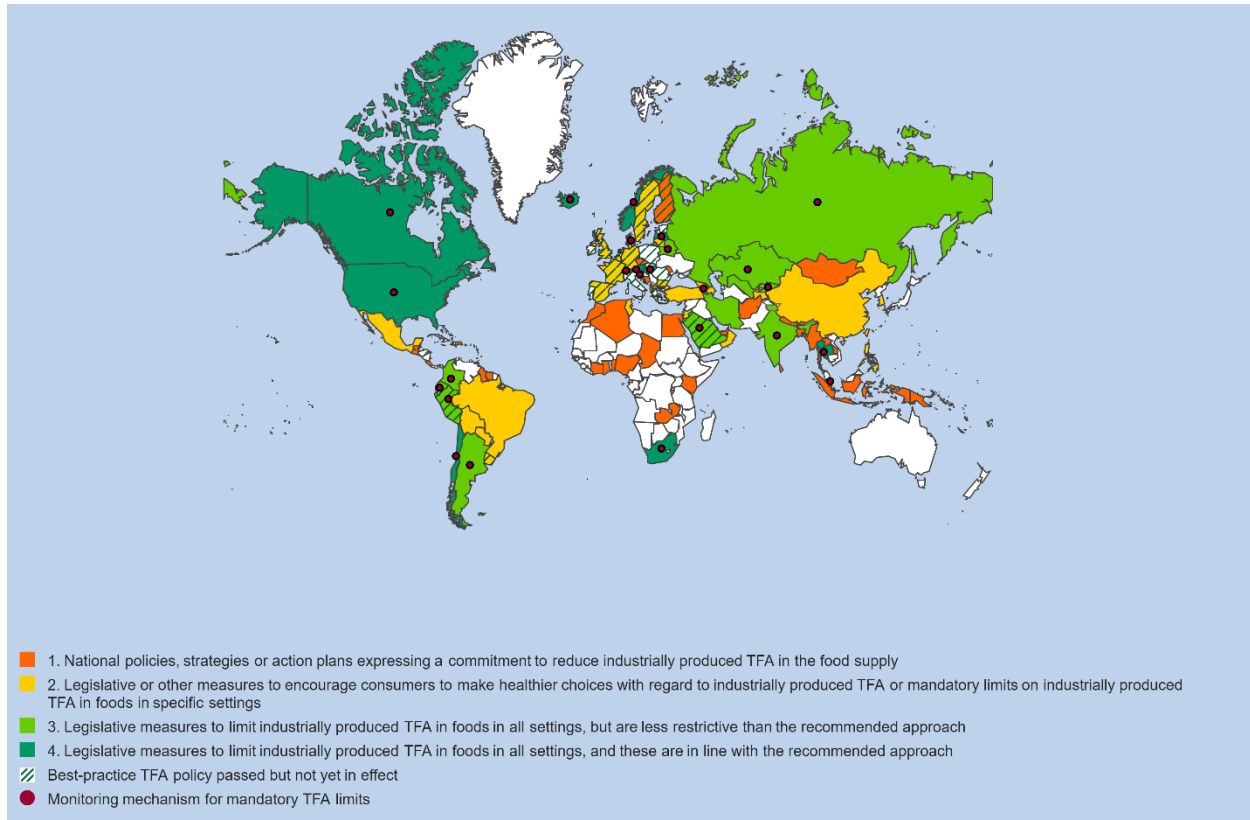 1. National policies, strategies or action plans expressing a commitment to reduce industrially produced TFA in the food supply
2. Legislative or other measures to encourage consumers to make healthier choices with regard to industrially produced TFA or mandatory limits on industrially produced
TFA in foods in specific settings
3. Legislative measures to limit industrially produced TFA in foods in all settings, but are less restrictive than the recommended approach
4. Legislative measures to limit industrially produced TFA in foods in all settings, and these are in line with the recommended approach
Best-practice TFA policy passed but not yet in effect
Monitoring mechanism for mandatory TFA limits